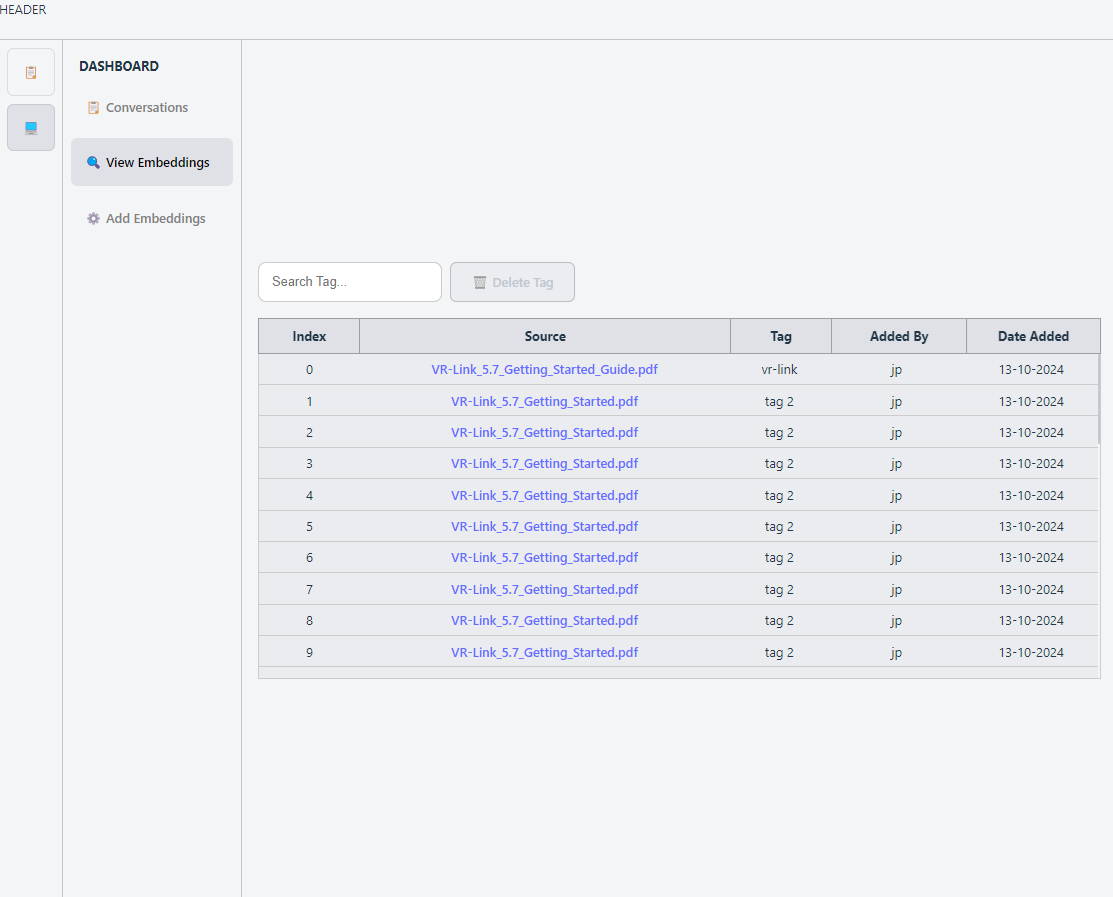 HEADER
DASHBOARD
Conversations
View Embeddings
Add Embeddings
Search Tag...
Delete Tag
Index Source Tag Added By Date Added
0 VR-Link_5.7_Getting_Started_Guide.pdf vr-link jp 13-10-2024
1 VR-Link_5.7_Getting_Started.pdf tag 2 jp 13-10-2024
2 VR-Link_5.7_Getting_Started.pdf tag 2 jp 13-10-2024
3 VR-Link_5.7_Getting_Started.pdf tag 2 jp 13-10-2024
4 VR-Link_5.7_Getting_Started.pdf tag 2 jp 13-10-2024
5 VR-Link_5.7_Getting_Started.pdf tag 2 jp 13-10-2024
6 VR-Link_5.7_Getting_Started.pdf tag 2 jp 13-10-2024
7 VR-Link_5.7_Getting_Started.pdf tag 2 jp 13-10-2024
8 VR-Link_5.7_Getting_Started.pdf tag 2 jp 13-10-2024
9 VR-Link_5.7_Getting_Started.pdf tag 2 jp 13-10-2024